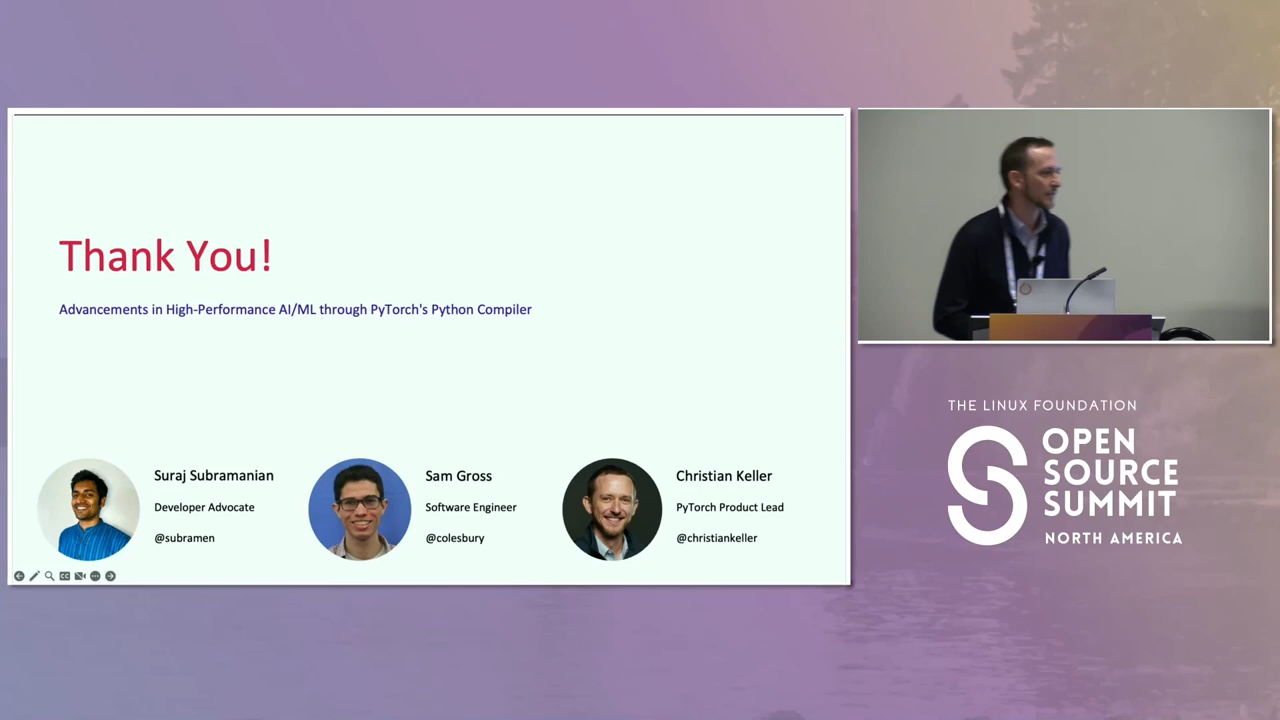 Thank You!
Advancements in High-Performance AI/ML through PyTorch's Python Compiler
Suraj Subramanian
Developer Advocate
@subramen
Sam Gross
Software Engineer
@colesbury
Christian Keller
PyTorch Product Lead
@christiankeller
THE LINUX FOUNDATION
OPEN
SOURCE
SUMMIT
NORTH AMERICA